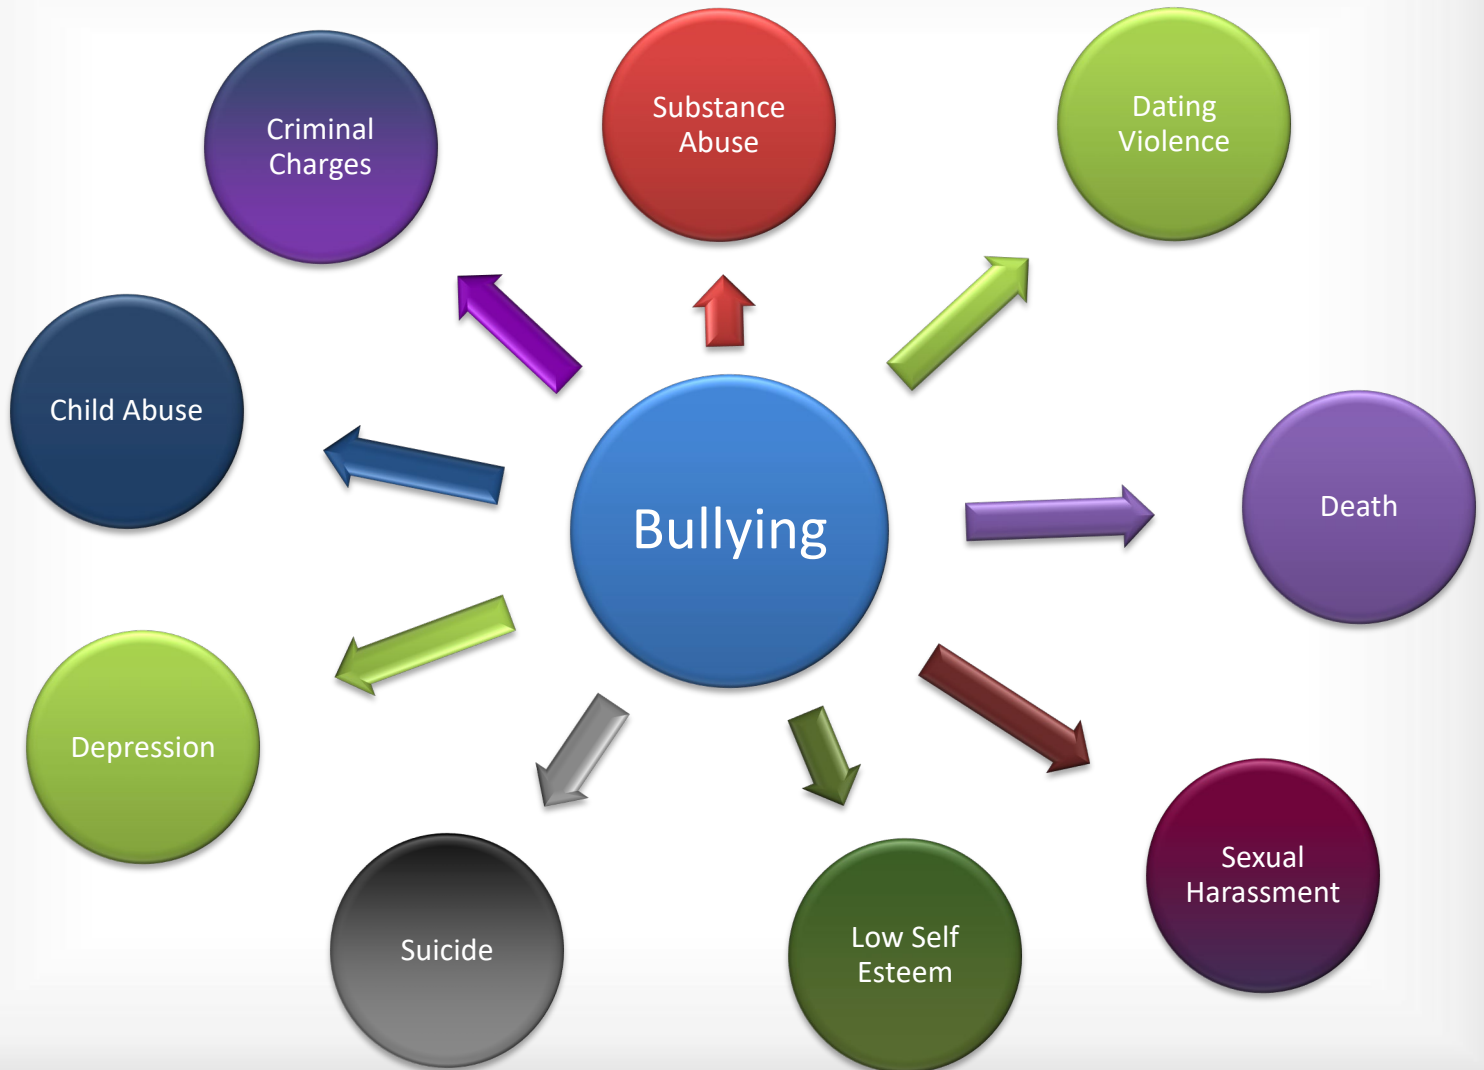 Substance
Abuse
Dating
Violence
Criminal
Charges
Child Abuse
Bullying
Death
Depression
Sexual
Harassment
Suicide
Low Self
Esteem